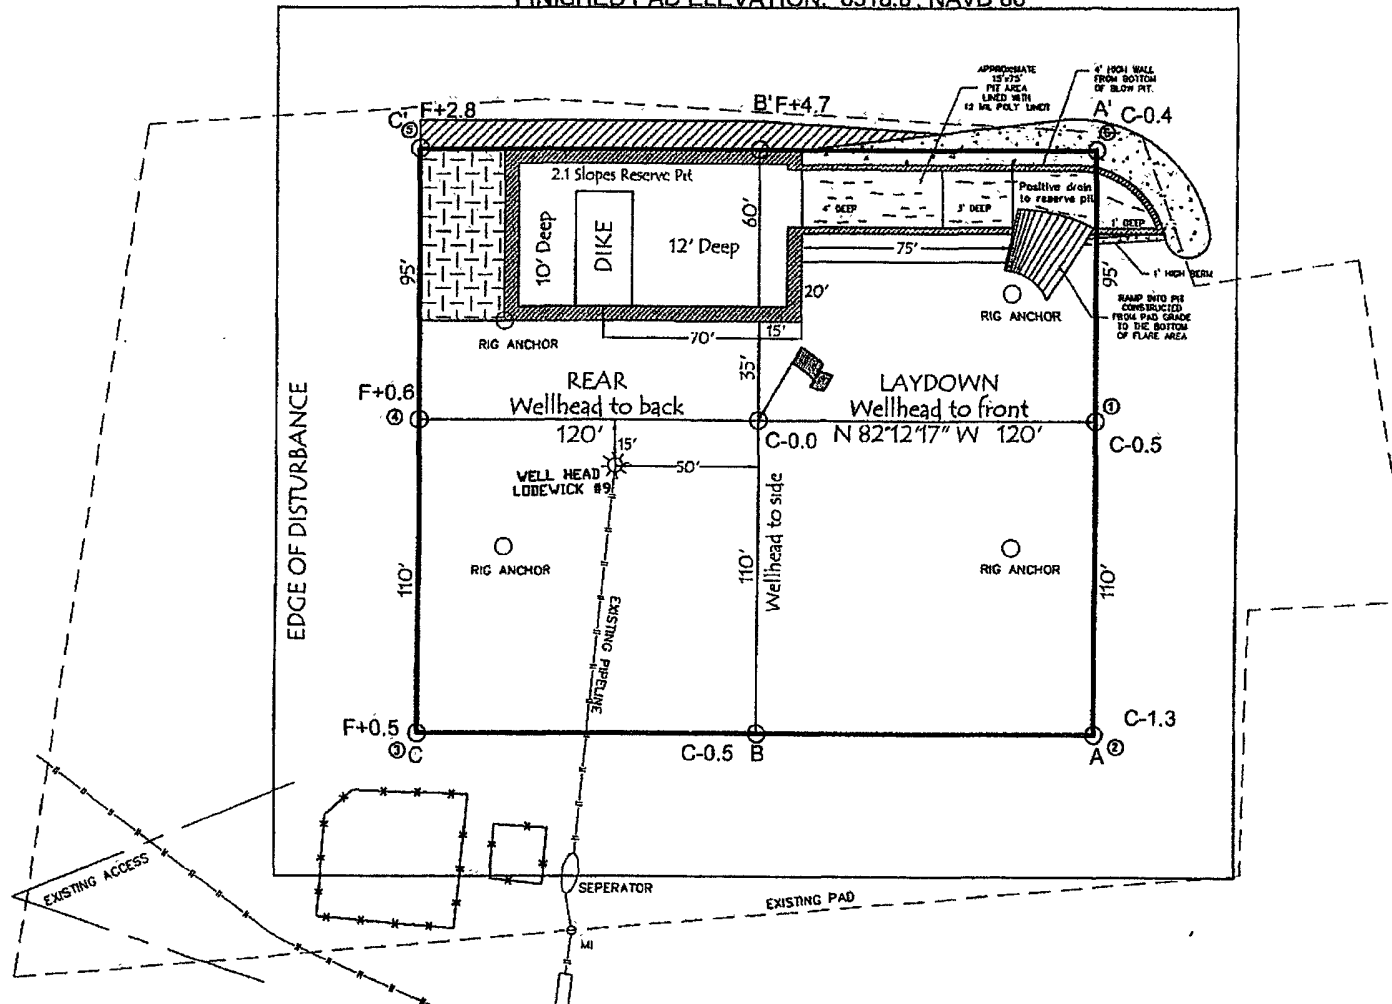 APPROXIMATE
15'x75'
PIT AREA
LINED WITH
12 MIL POLY LINER
4' HIGH WALL
FROM BOTTOM
OF BLOW PIT.
C'
⑤
F+2.8
B'
F+4.7
A'
⑥
C-0.4
2.1 Slopes Reserve Pit
10' Deep
DIKE
12' Deep
60'
4' DEEP
3' DEEP
Positive drain
to reserve pit
1' DEEP
75'
20'
95'
95'
1' HIGH BERM
RAMP INTO PIT
CONSTRUCTED
FROM PAD GRADE
TO THE BOTTOM
OF FLARE AREA
RIG ANCHOR
RIG ANCHOR
70'
15'
35'
F+0.6
④
REAR
Wellhead to back
120'
LAYDOWN
Wellhead to front
N 82°12'17" W 120'
C-0.0
①
C-0.5
15'
50'
WELL HEAD
LODEWICK #9
EDGE OF DISTURBANCE
Wellhead to side
110'
110'
110'
RIG ANCHOR
RIG ANCHOR
EXISTING PIPELINE
F+0.5
③
C
C-0.5
B
C-1.3
A
②
EXISTING ACCESS
SEPERATOR
EXISTING PAD
MI